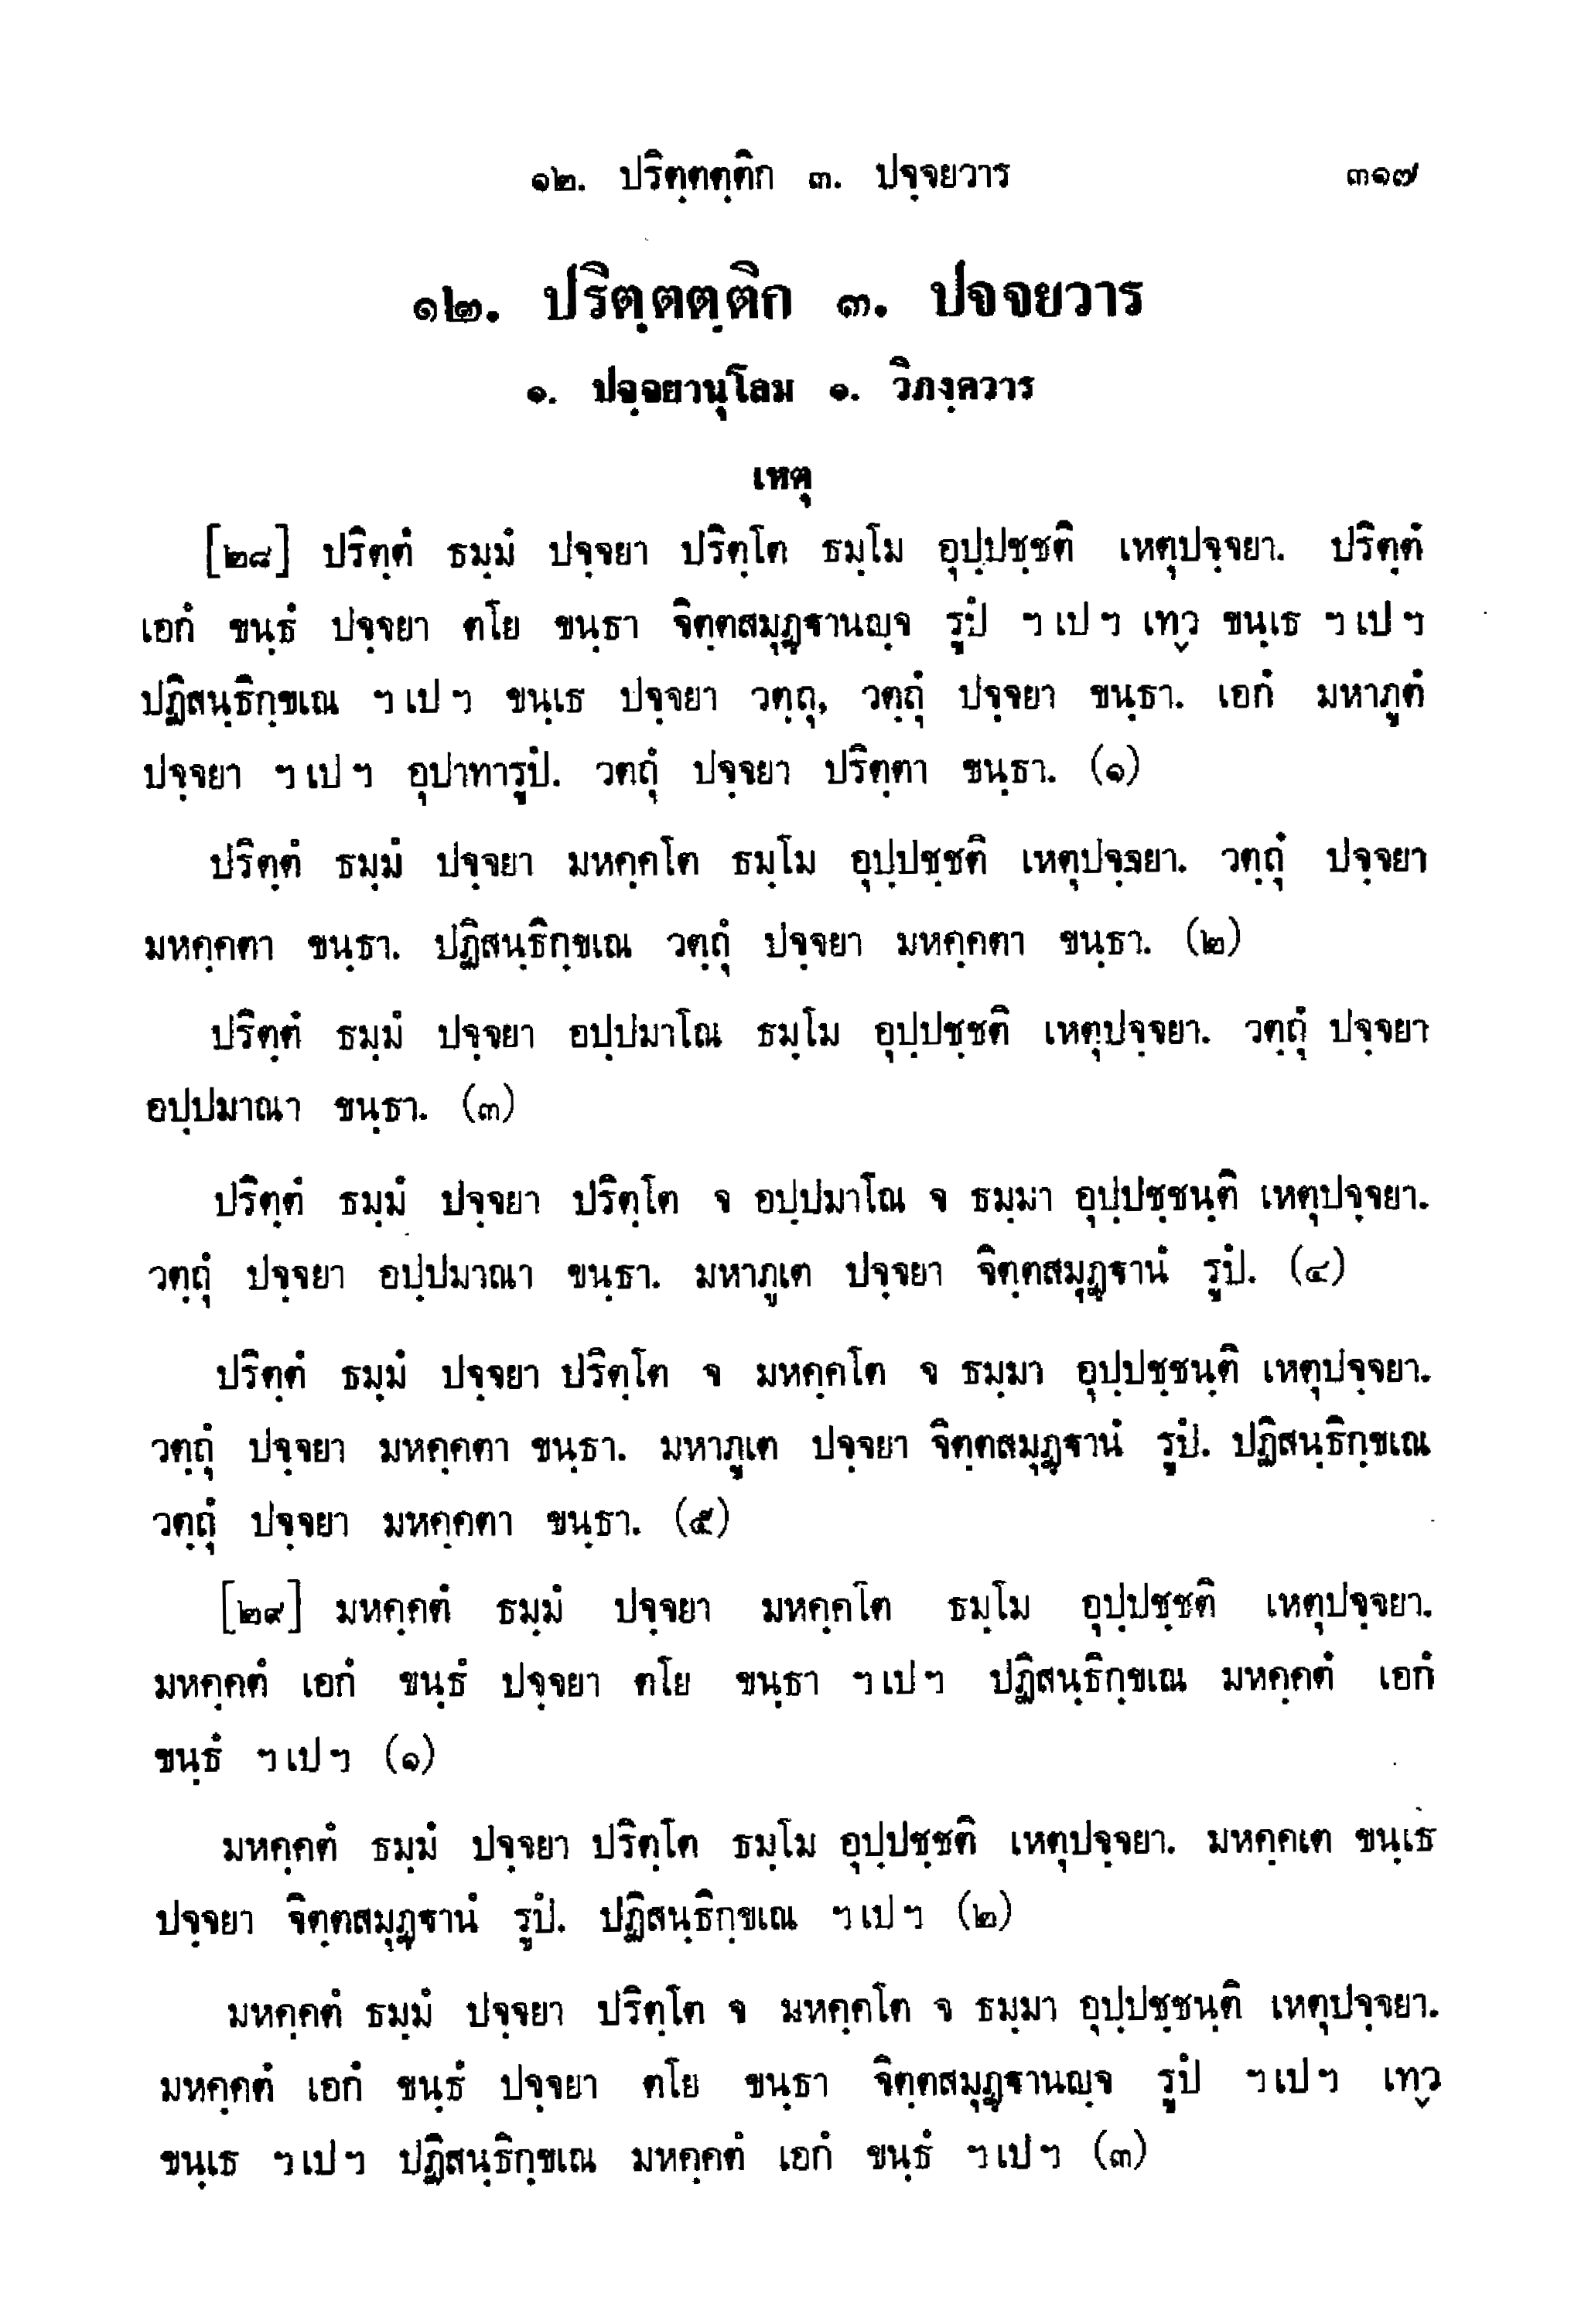 ๑๒. ปริตฺตตฺติก ๓. ปจฺจยวาร ๓๑๗
๑๒. ปริตฺตตฺติก ๓. ปจจยวาร
๑. ปจฺจยานุโลม ๑. วิภงฺควาร
เหตุ
[๒๘] ปริตฺตํ ธมฺมํ ปจฺจยา ปริตฺโต ธมฺโม อุปฺปชฺชติ เหตุปจฺจยา. ปริตฺตํ
เอกํ ขนฺธํ ปจฺจยา ตโย ขนฺธา จิตฺตสมุฏฺฐานญฺจ รูปํ ฯเปฯ เทฺว ขนฺเธ ฯเปฯ
ปฏิสนฺธิกฺขเณ ฯเปฯ ขนฺเธ ปจฺจยา วตฺถุ, วตฺถุํ ปจฺจยา ขนฺธา. เอกํ มหาภูตํ
ปจฺจยา ฯเปฯ อุปาทารูปํ. วตถุํ ปจฺจยา ปริตฺตา ขนฺธา. (๑)
ปริตฺตํ ธมฺมํ ปจฺจยา มหคฺคโต ธมฺโม อุปฺปชฺชติ เหตุปจฺจยา. วตฺถุํ ปจฺจยา
มหคฺคตา ขนฺธา. ปฏิสนฺธิกฺขเณ วตฺถุํ ปจฺจยา มหคฺคตา ขนฺธา. (๒)
ปริตฺตํ ธมฺมํ ปจฺจยา อปฺปมาโณ ธมฺโม อุปฺปชฺชติ เหตุปจฺจยา. วตฺถุํ ปจฺจยา
อปฺปมาณา ขนฺธา. (๓)
ปริตฺตํ ธมฺมํ ปจฺจยา ปริตฺโต จ อปฺปมาโณ จ ธมฺมา อุปฺปชฺชนฺติ เหตุปจฺจยา.
วตฺถุํ ปจฺจยา อปฺปมาณา ขนฺธา. มหาภูเต ปจฺจยา จิตฺตสมุฏฺฐานํ รูปํ. (๔)
ปริตฺตํ ธมฺมํ ปจฺจยา ปริตฺโต จ มหคฺคโต จ ธมฺมา อุปฺปชฺชนฺติ เหตุปจฺจยา.
วตฺถุํ ปจฺจยา มหคฺคตา ขนฺธา. มหาภูเต ปจฺจยา จิตฺตสมุฏฺฐานํ รูปํ. ปฏิสนฺธิกฺขเณ
วตฺถุํ ปจฺจยา มหคฺคตา ขนฺธา. (๕)
[๒๙] มหคฺคตํ ธมฺมํ ปจฺจยา มหคฺคโต ธมฺโม อุปฺปชฺชติ เหตุปจฺจยา.
มหคฺคตํ เอกํ ขนฺธํ ปจฺจยา ตโย ขนฺธา ฯเปฯ ปฏิสนฺธิกฺขเณ มหคฺคตํ เอกํ
ขนฺธํ ฯเปฯ (๑)
มหคฺคตํ ธมฺมํ ปจฺจยา ปริตฺโต ธมฺโม อุปฺปชฺชติ เหตุปจฺจยา. มหคฺคเต ขนฺเธ
ปจฺจยา จิตฺตสมุฏฺฐานํ รูปํ. ปฏิสนฺธิกฺขเณ ฯเปฯ (๒)
มหคฺคตํ ธมฺมํ ปจฺจยา ปริตฺโต จ มหคฺคโต จ ธมฺมา อุปฺปชฺชนฺติ เหตุปจฺจยา.
มหคฺคตํ เอกํ ขนฺธํ ปจฺจยา ตโย ขนฺธา จิตฺตสมุฏฺฐานญฺจ รูปํ ฯเปฯ เทฺว
ขนฺเธ ฯเปฯ ปฏิสนฺธิกฺขเณ มหคฺคตํ เอกํ ขนฺธํ ฯเปฯ (๓)